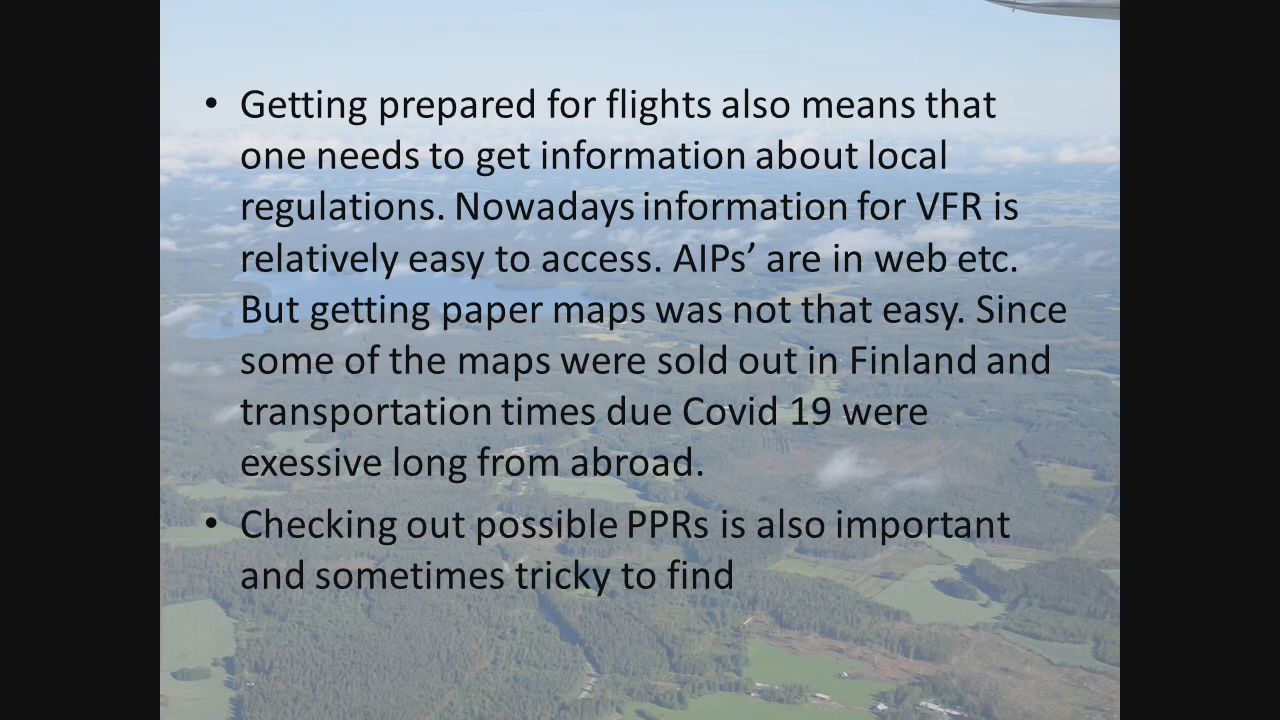 • Getting prepared for flights also means that
one needs to get information about local
regulations. Nowadays information for VFR is
relatively easy to access. AIPs’ are in web etc.
But getting paper maps was not that easy. Since
some of the maps were sold out in Finland and
transportation times due Covid 19 were
exessive long from abroad.
• Checking out possible PPRs is also important
and sometimes tricky to find